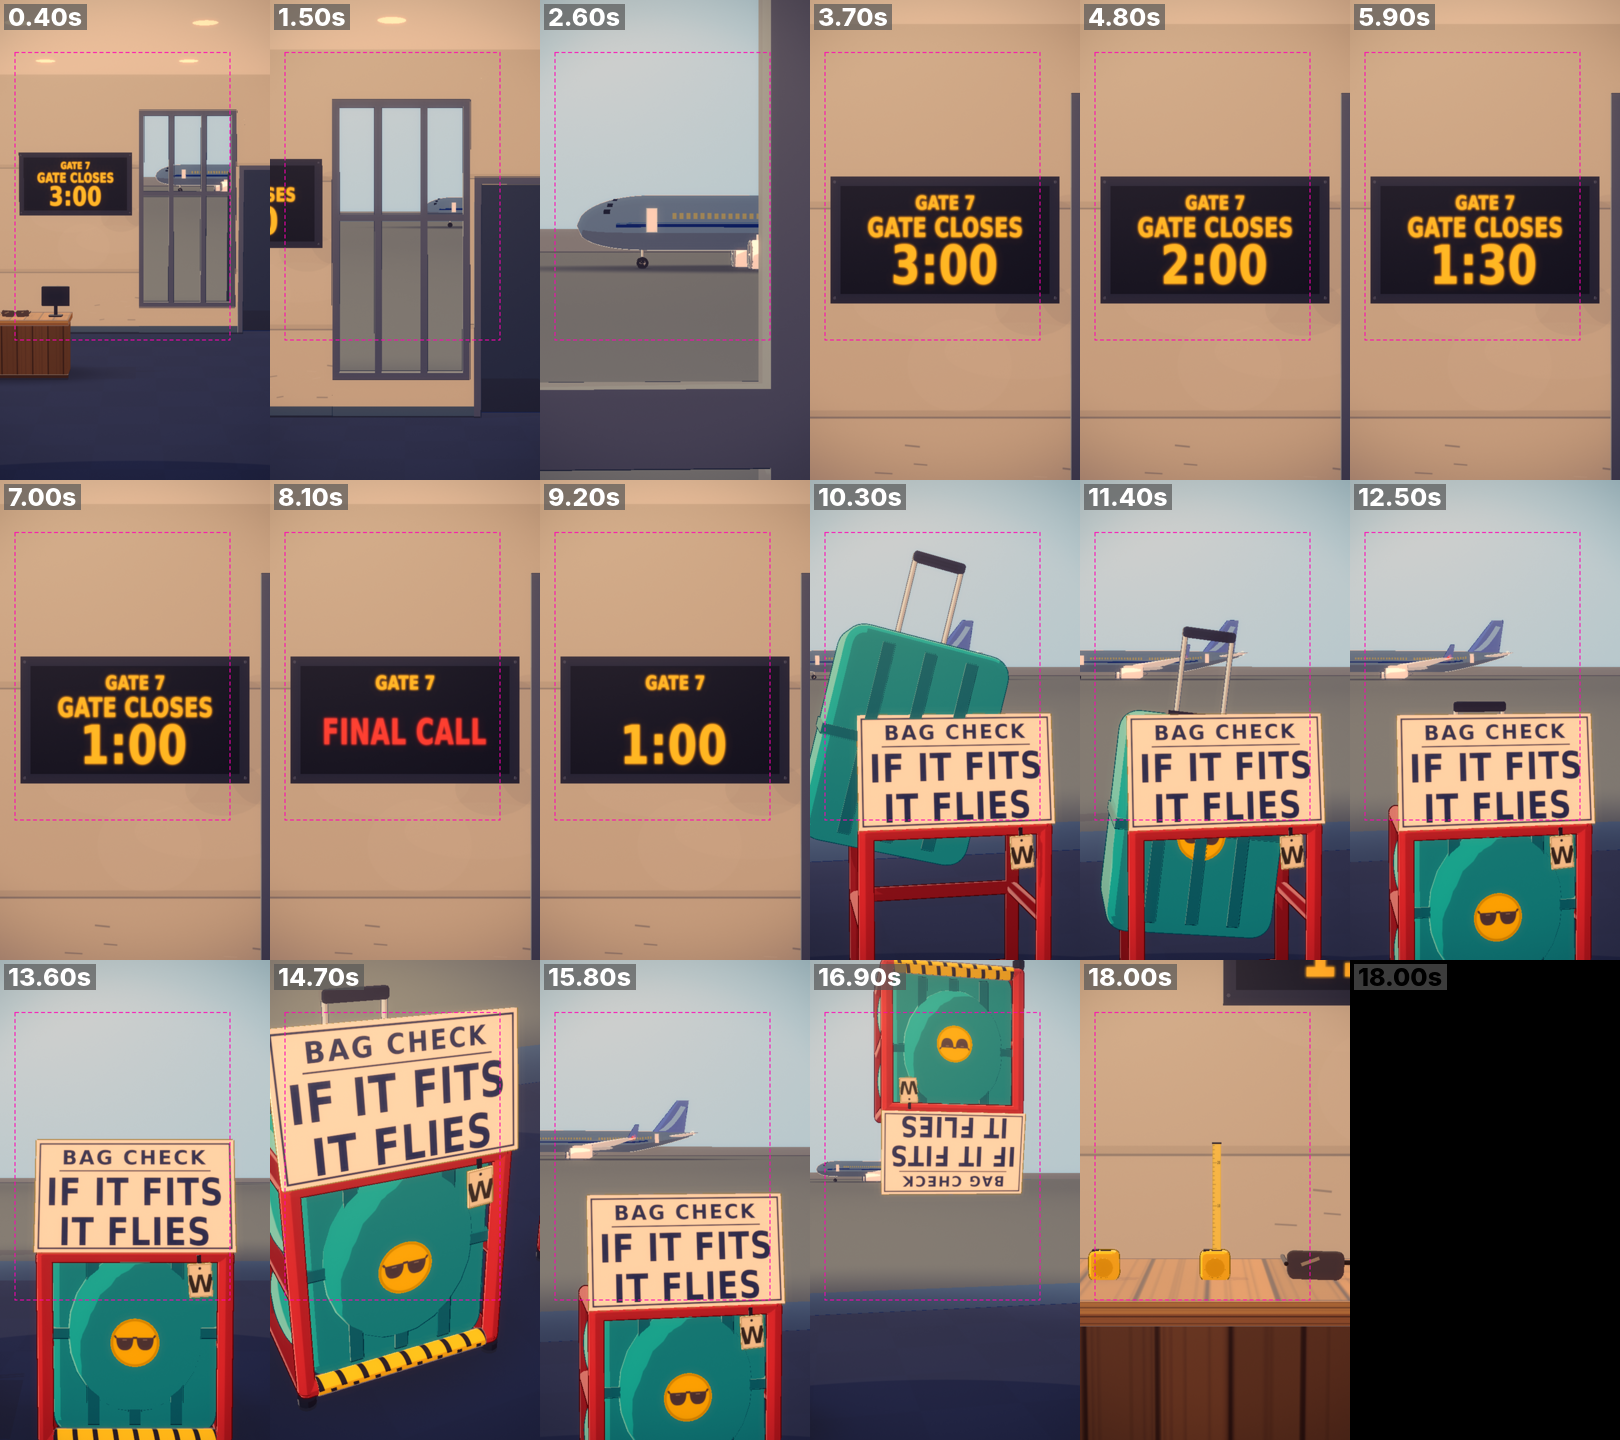 0.40s
GATE 7
GATE CLOSES
3:00
1.50s
SES
0
2.60s
3.70s
GATE 7
GATE CLOSES
3:00
4.80s
GATE 7
GATE CLOSES
2:00
5.90s
GATE 7
GATE CLOSES
1:30
7.00s
GATE 7
GATE CLOSES
1:00
8.10s
GATE 7
FINAL CALL
9.20s
GATE 7
1:00
10.30s
BAG CHECK
IF IT FITS
IT FLIES
W
11.40s
BAG CHECK
IF IT FITS
IT FLIES
W
12.50s
BAG CHECK
IF IT FITS
IT FLIES
W
13.60s
BAG CHECK
IF IT FITS
IT FLIES
W
14.70s
BAG CHECK
IF IT FITS
IT FLIES
W
15.80s
BAG CHECK
IF IT FITS
IT FLIES
W
16.90s
W
BAG CHECK
IF IT FITS
IT FLIES
18.00s
18.00s